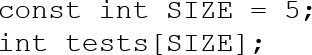 const int SIZE = 5;
int tests[SIZE];